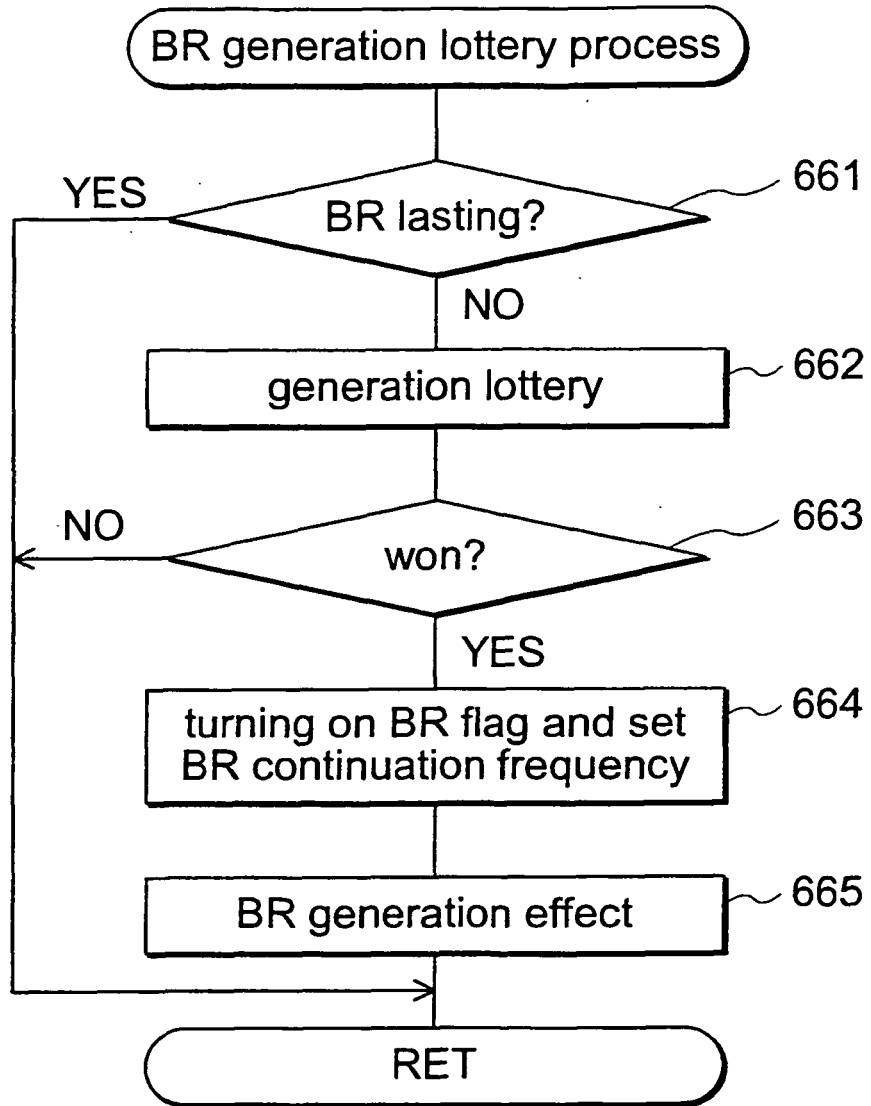 BR generation lottery process
YES
661
BR lasting?
NO
662
generation lottery
NO
663
won?
YES
664
turning on BR flag and set
BR continuation frequency
665
BR generation effect
RET